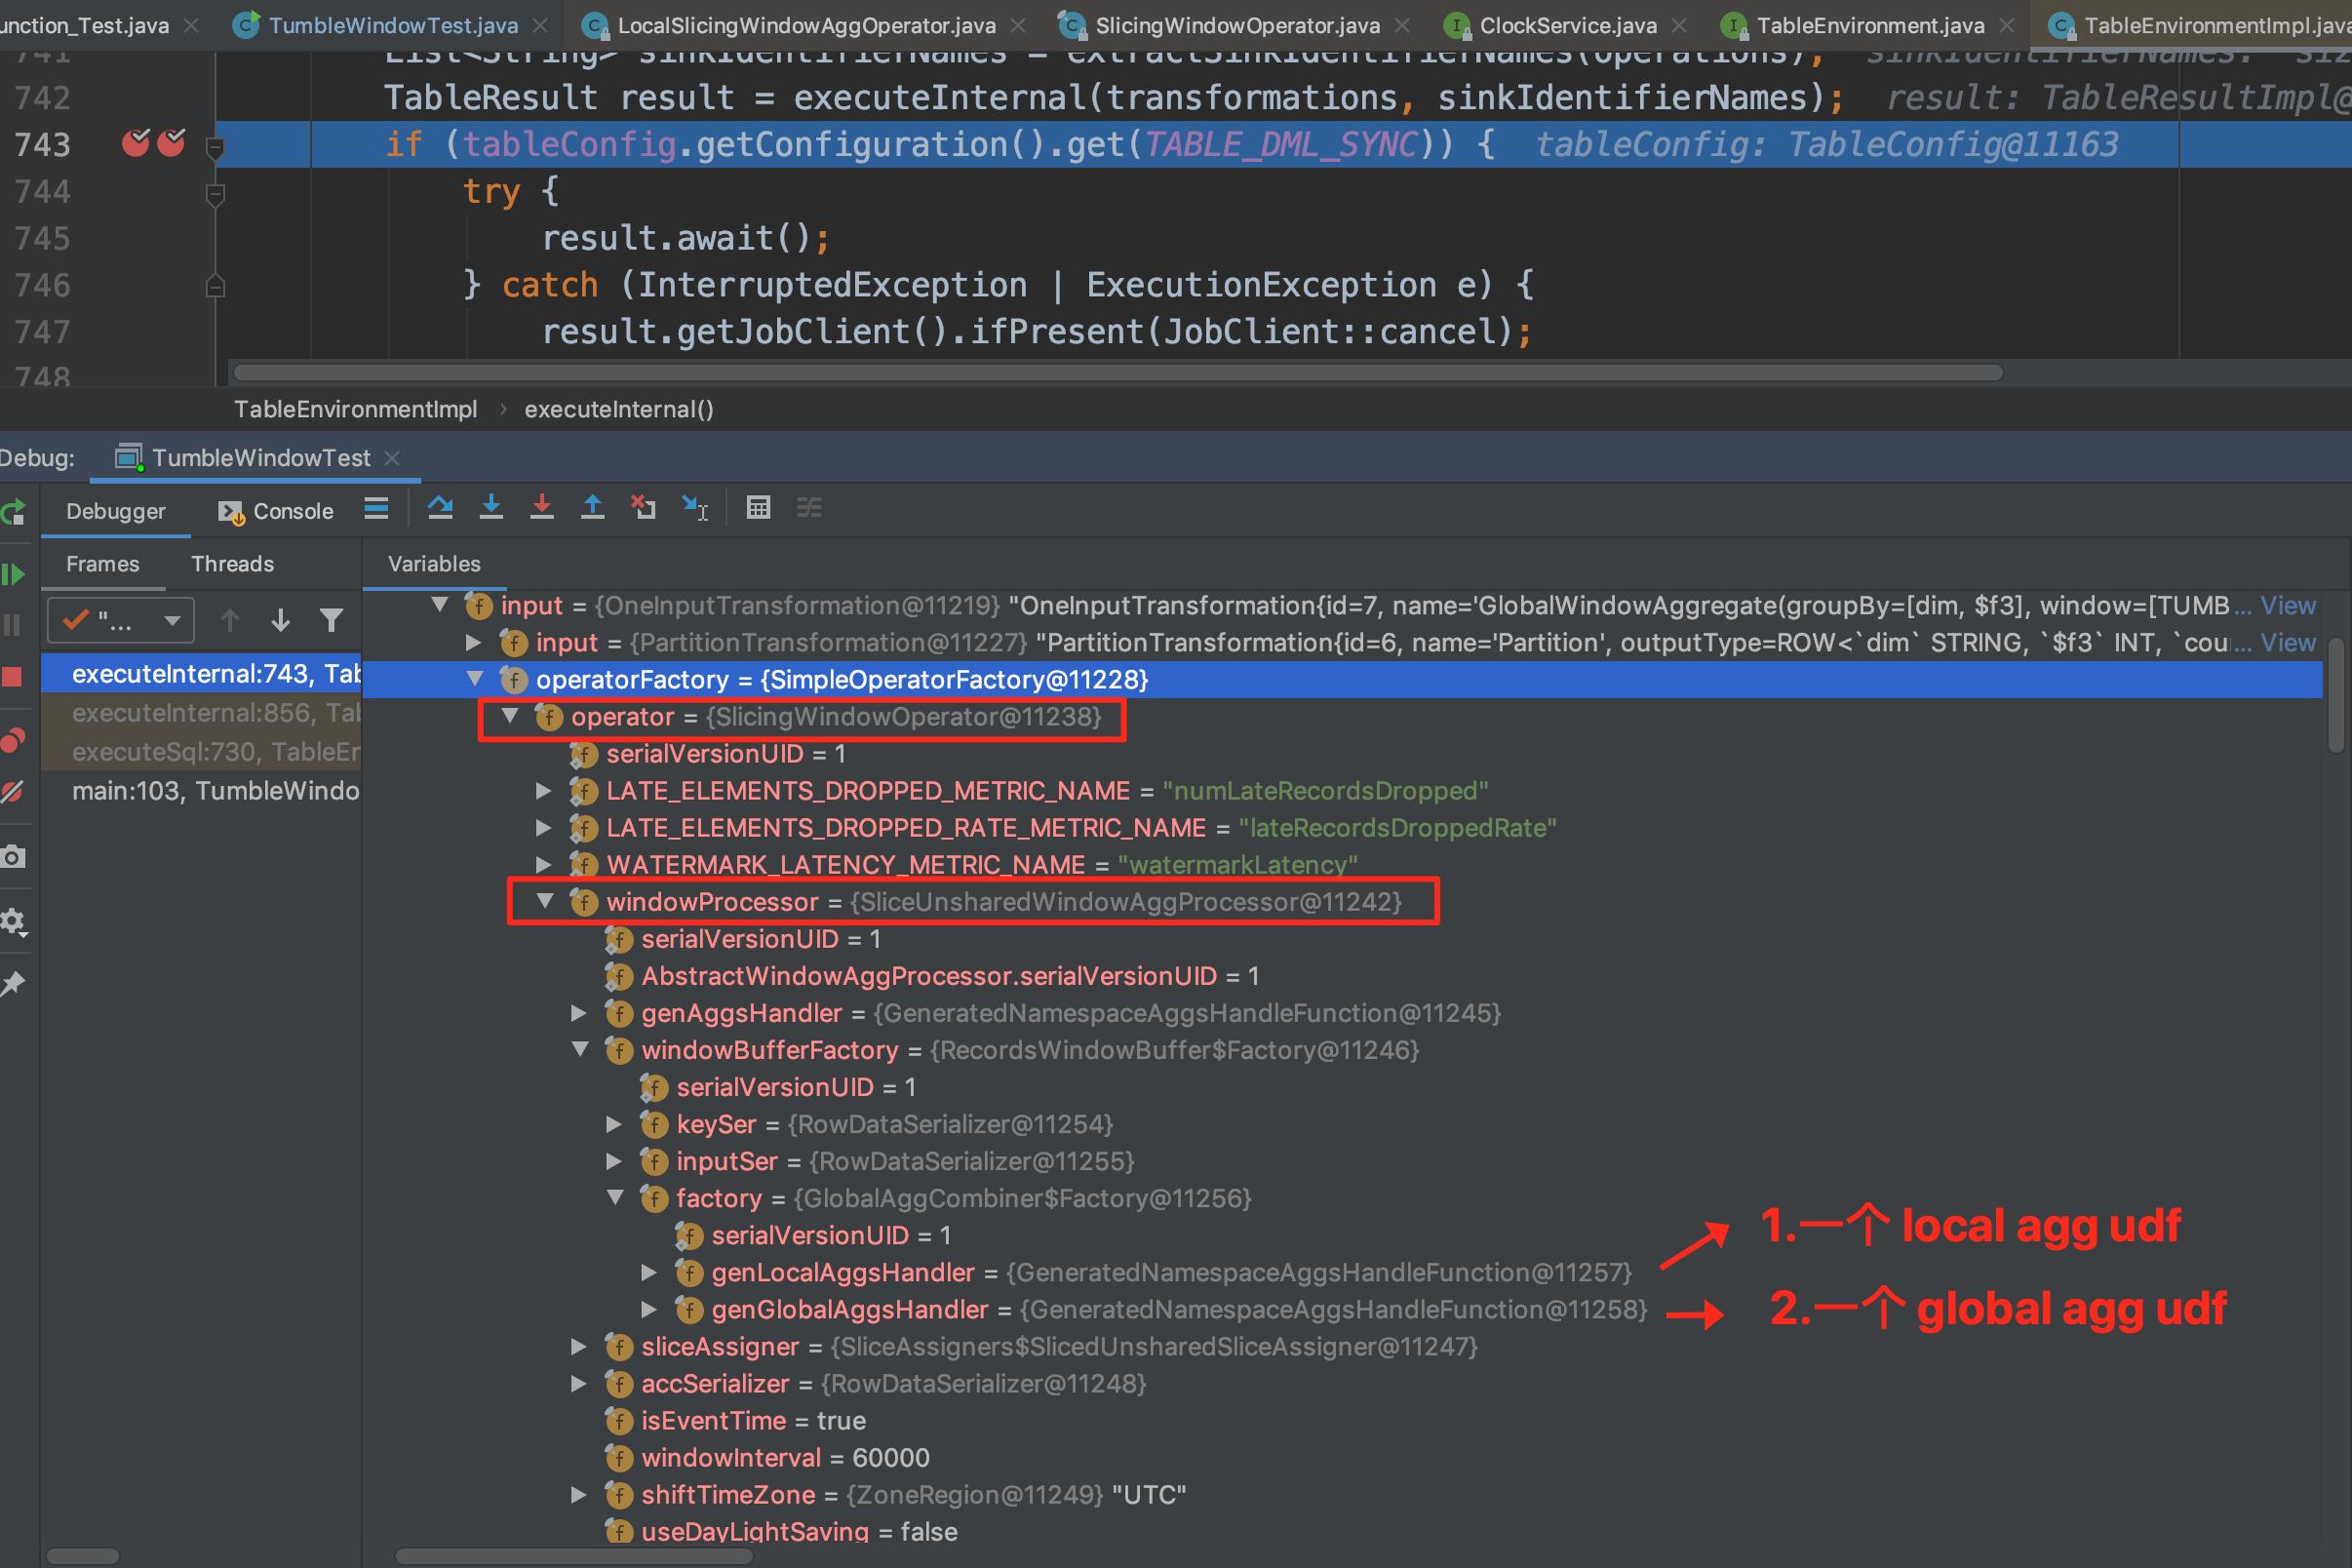 unction_Test.java TumbleWindowTest.java LocalSlicingWindowAggOperator.java SlicingWindowOperator.java ClockService.java TableEnvironment.java TableEnvironmentImpl.java
741 List<String> sinkIdentifierNames = extractSinkIdentifierNames(operations); sinkIdentifierNames:
742 TableResult result = executeInternal(transformations, sinkIdentifierNames); result: TableResultImpl@
743 if (tableConfig.getConfiguration().get(TABLE_DML_SYNC)) { tableConfig: TableConfig@11163
744 try {
745 result.await();
746 } catch (InterruptedException | ExecutionException e) {
747 result.getJobClient().ifPresent(JobClient::cancel);
748
TableEnvironmentImpl › executeInternal()
Debug: TumbleWindowTest
Debugger Console
Frames Threads Variables
"...
executeInternal:743, Tab
executeInternal:856, Tab
executeSql:730, TableEn
main:103, TumbleWindo
input = {OneInputTransformation@11219} "OneInputTransformation{id=7, name='GlobalWindowAggregate(groupBy=[dim, $f3], window=[TUMB... View
input = {PartitionTransformation@11227} "PartitionTransformation{id=6, name='Partition', outputType=ROW<`dim` STRING, `$f3` INT, `cou... View
operatorFactory = {SimpleOperatorFactory@11228}
operator = {SlicingWindowOperator@11238}
serialVersionUID = 1
LATE_ELEMENTS_DROPPED_METRIC_NAME = "numLateRecordsDropped"
LATE_ELEMENTS_DROPPED_RATE_METRIC_NAME = "lateRecordsDroppedRate"
WATERMARK_LATENCY_METRIC_NAME = "watermarkLatency"
windowProcessor = {SliceUnsharedWindowAggProcessor@11242}
serialVersionUID = 1
AbstractWindowAggProcessor.serialVersionUID = 1
genAggsHandler = {GeneratedNamespaceAggsHandleFunction@11245}
windowBufferFactory = {RecordsWindowBuffer$Factory@11246}
serialVersionUID = 1
keySer = {RowDataSerializer@11254}
inputSer = {RowDataSerializer@11255}
factory = {GlobalAggCombiner$Factory@11256}
serialVersionUID = 1
genLocalAggsHandler = {GeneratedNamespaceAggsHandleFunction@11257}
1.一个 local agg udf
genGlobalAggsHandler = {GeneratedNamespaceAggsHandleFunction@11258}
2.一个 global agg udf
sliceAssigner = {SliceAssigners$SlicedUnsharedSliceAssigner@11247}
accSerializer = {RowDataSerializer@11248}
isEventTime = true
windowInterval = 60000
shiftTimeZone = {ZoneRegion@11249} "UTC"
useDayLightSaving = false